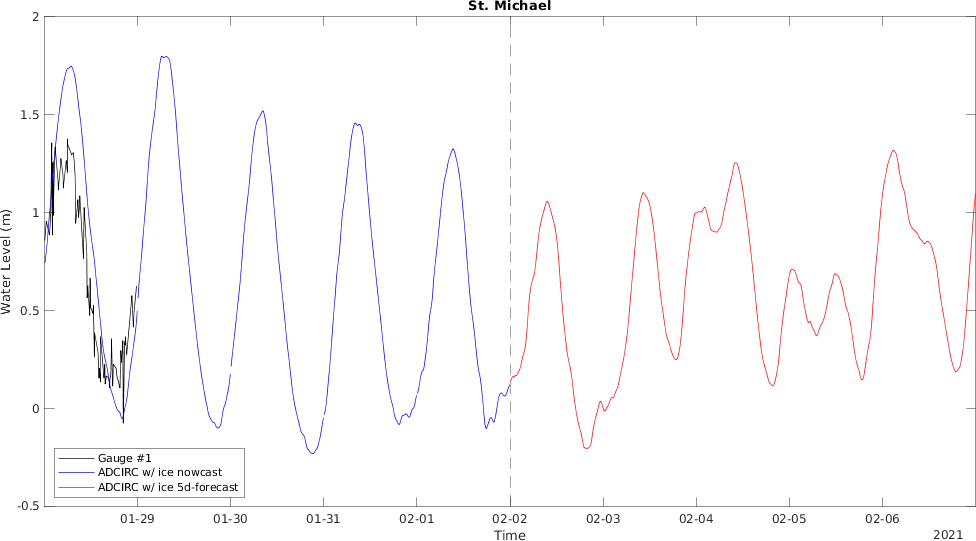 St. Michael
Water Level (m)
2
1.5
1
0.5
0
-0.5
Gauge #1
ADCIRC w/ ice nowcast
ADCIRC w/ ice 5d-forecast
01-29 01-30 01-31 02-01 02-02 02-03 02-04 02-05 02-06
Time
2021